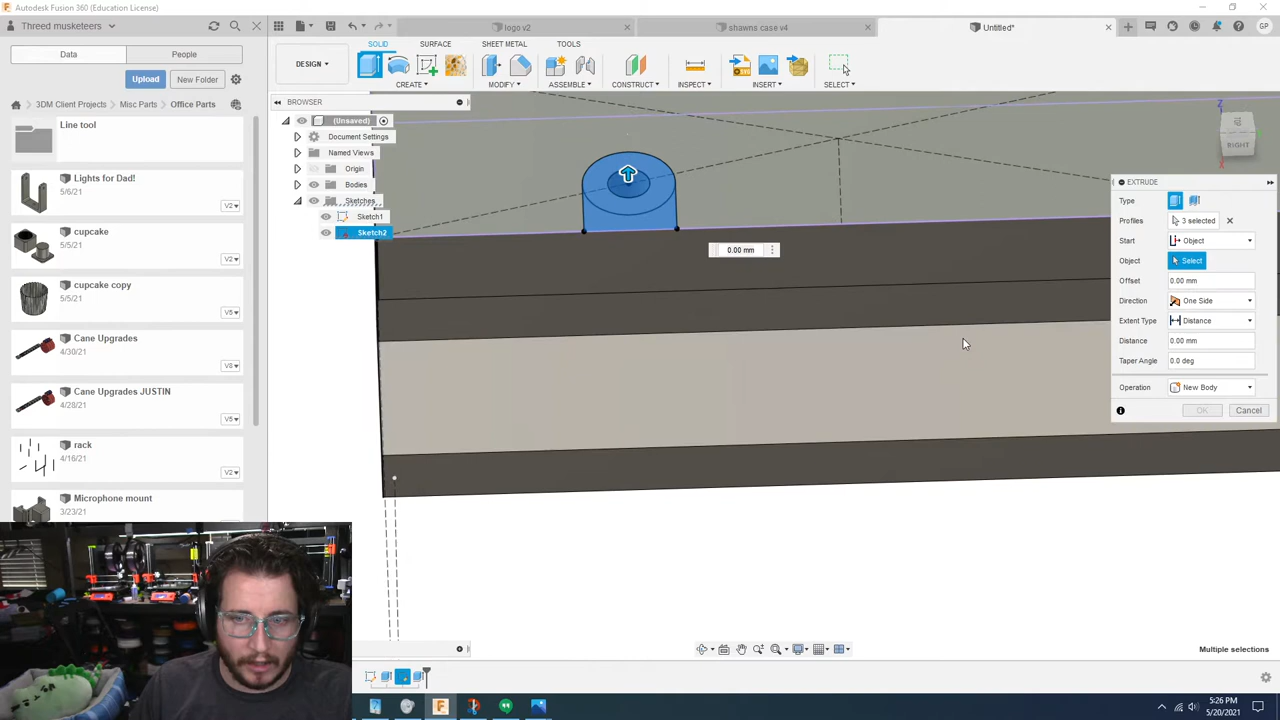 Autodesk Fusion 360 (Education License)
Threed musketeers
logo v2
shawns case v4
Untitled*
GP
Data
People
SOLID
SURFACE
SHEET METAL
TOOLS
DESIGN
Upload
New Folder
CREATE
MODIFY
ASSEMBLE
CONSTRUCT
INSPECT
INSERT
SELECT
3DM Client Projects
Misc Parts
Office Parts
BROWSER
(Unsaved)
Document Settings
Named Views
Origin
Bodies
Sketches
Sketch1
Sketch2
Line tool
Lights for Dad!
5/6/21
V2
cupcake
5/5/21
V2
cupcake copy
5/5/21
V5
Cane Upgrades
4/30/21
V8
Cane Upgrades JUSTIN
4/28/21
V5
rack
4/16/21
V2
Microphone mount
3/23/21
0.00 mm
Z
RIGHT
EXTRUDE
Type
Profiles
3 selected
Start
Object
Object
Select
Offset
0.00 mm
Direction
One Side
Extent Type
Distance
Distance
0.00 mm
Taper Angle
0.0 deg
Operation
New Body
OK
Cancel
Multiple selections
5:26 PM
5/20/2021